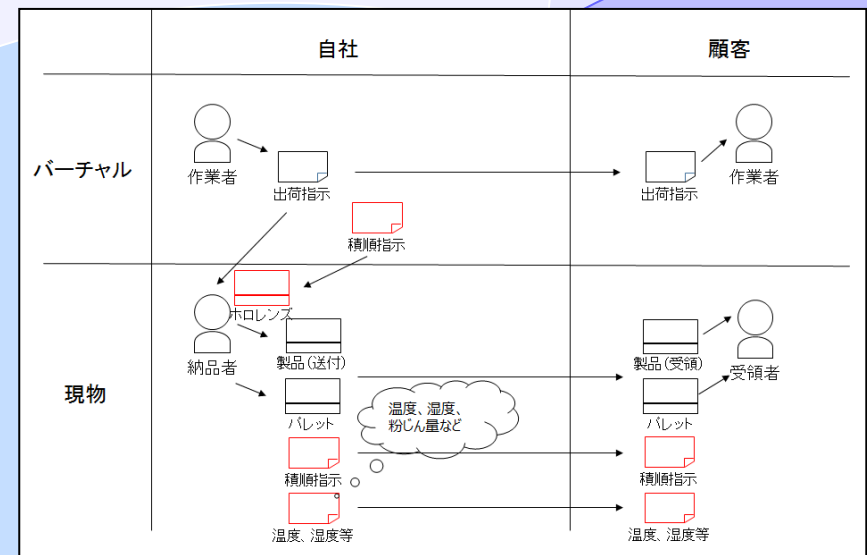 自社
顧客
バーチャル
作業者
出荷指示
積順指示
出荷指示
作業者
現物
ホロレンズ
納品者
製品(送付)
パレット
温度、湿度、
粉じん量など
積順指示
温度、湿度等
製品(受領)
受領者
パレット
積順指示
温度、湿度等